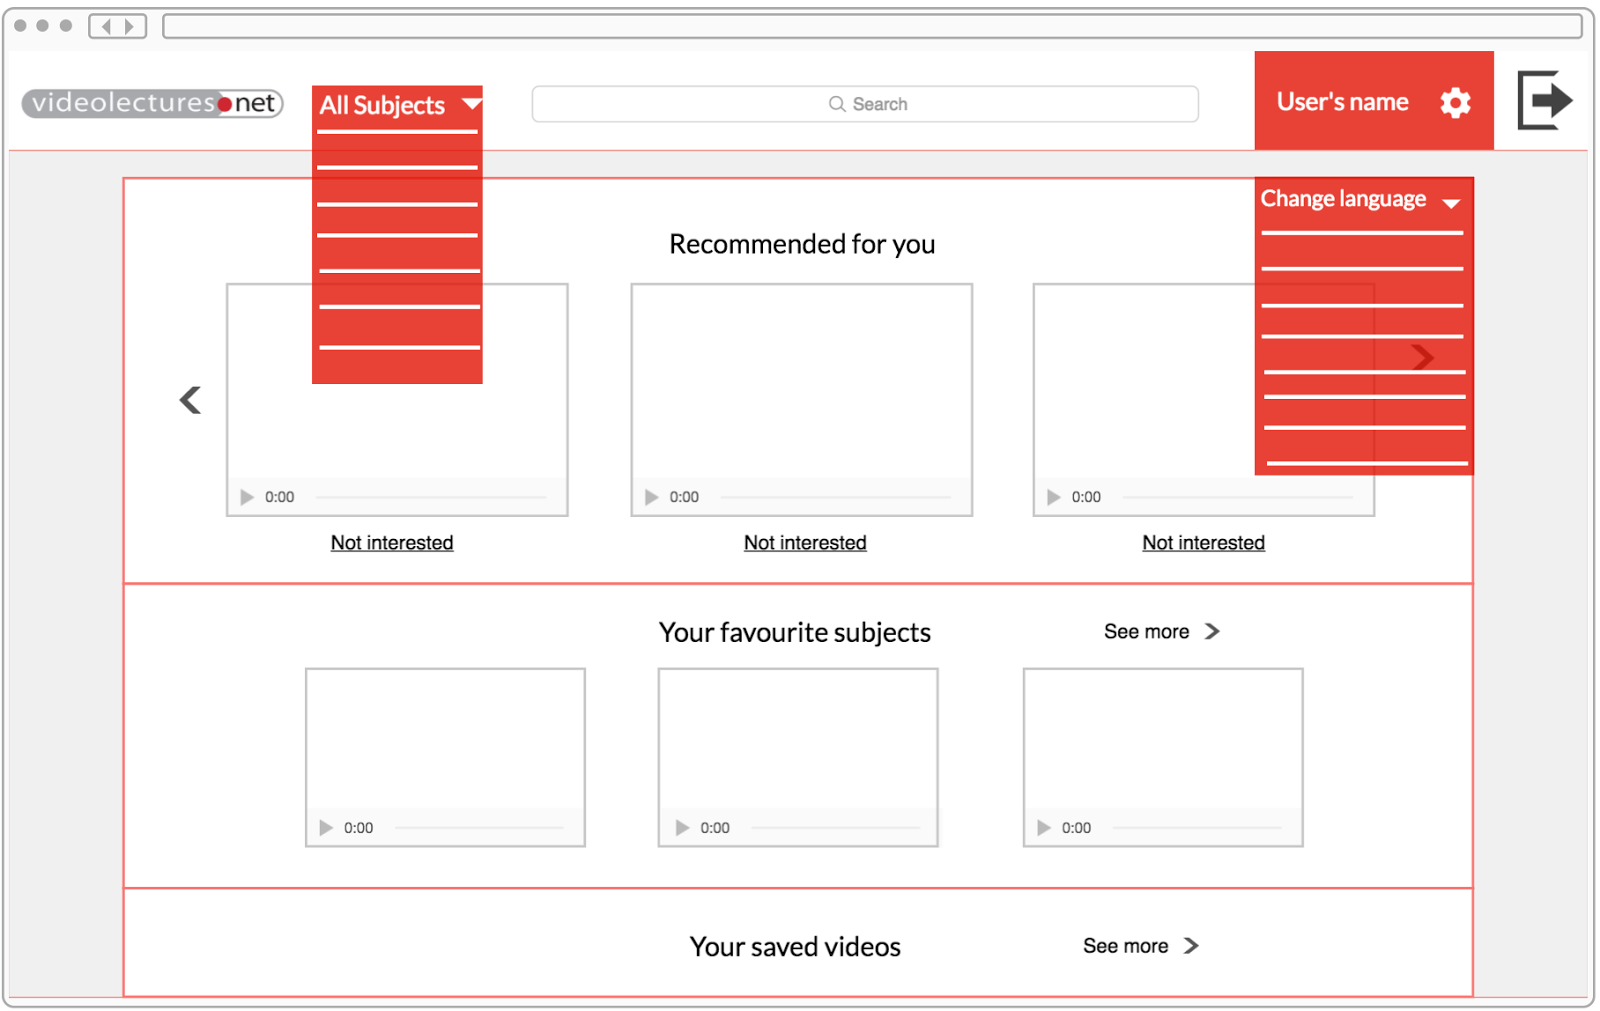 videolectures.net
All Subjects
Search
User's name
Change language
Recommended for you
0:00
0:00
0:00
Not interested
Not interested
Not interested
Your favourite subjects
See more
0:00
0:00
0:00
Your saved videos
See more